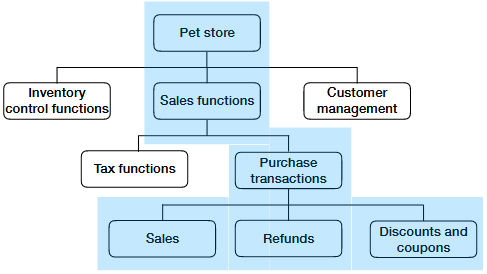 Pet store
Inventory
control functions
Sales functions
Customer
management
Tax functions
Purchase
transactions
Sales
Refunds
Discounts and
coupons